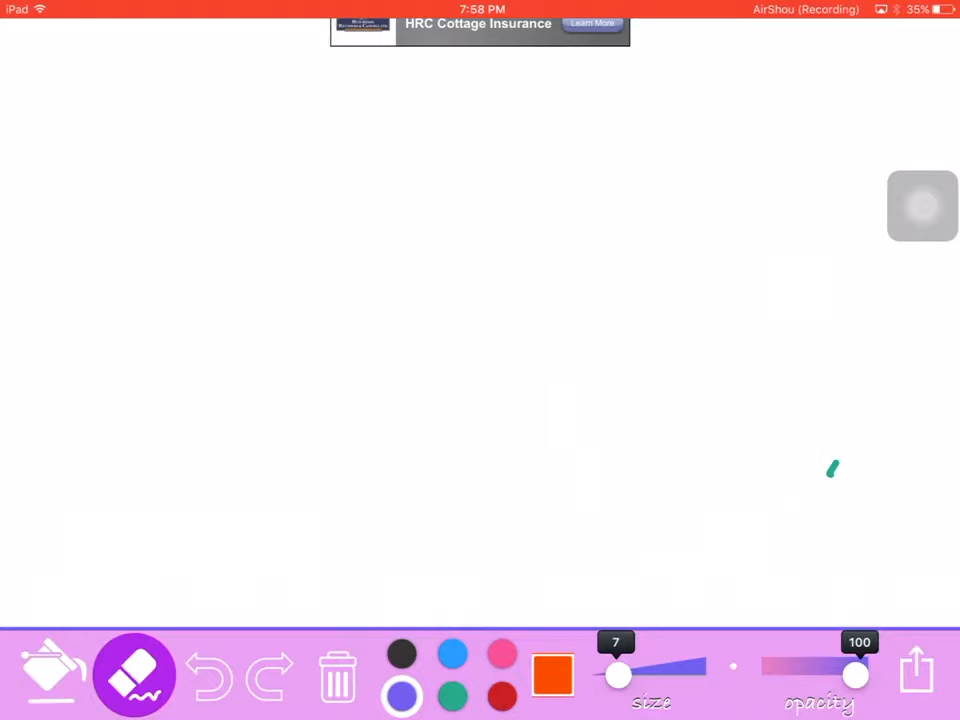 iPad 7:58 PM AirShou (Recording) 35%
HRC Cottage Insurance Learn More
7 100
size opacity